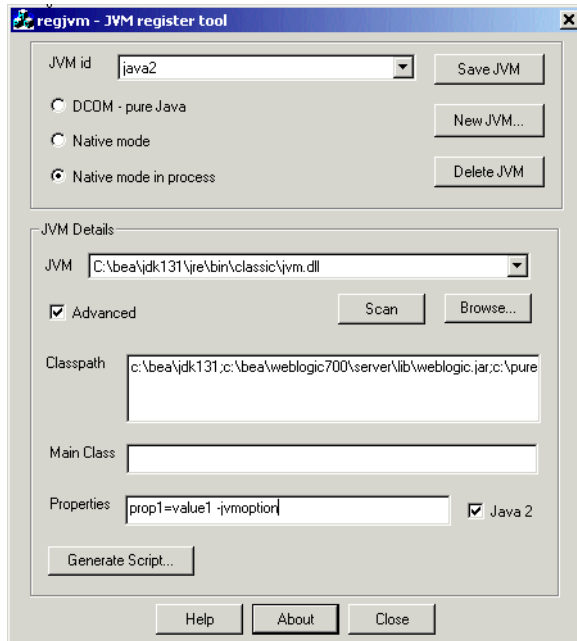 regjvm - JVM register tool
JVM id java2 Save JVM
DCOM - pure Java
New JVM...
Native mode
Native mode in process Delete JVM
JVM Details
JVM C:\bea\jdk131\jre\bin\classic\jvm.dll
Advanced Scan Browse...
Classpath c:\bea\jdk131;c:\bea\weblogic700\server\lib\weblogic.jar;c:\pure
Main Class
Properties prop1=value1 -jvmoption Java 2
Generate Script...
Help About Close